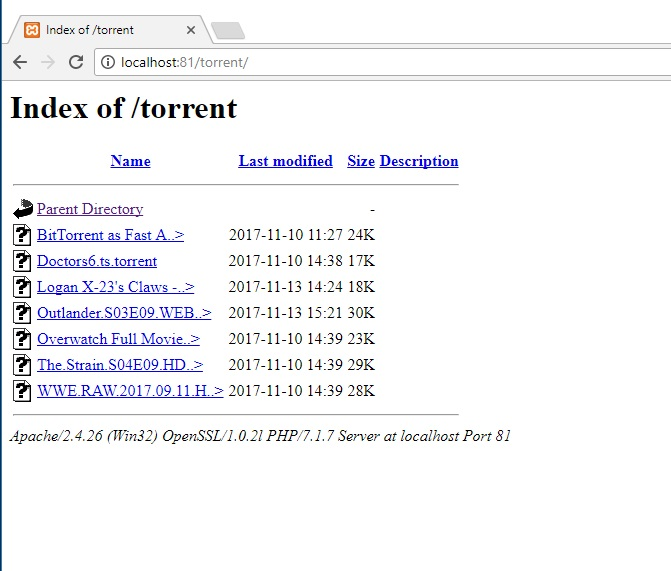 Index of /torrent
localhost:81/torrent/
Index of /torrent
Name Last modified Size Description
Parent Directory -
BitTorrent as Fast A..> 2017-11-10 11:27 24K
Doctors6.ts.torrent 2017-11-10 14:38 17K
Logan X-23's Claws -..> 2017-11-13 14:24 18K
Outlander.S03E09.WEB..> 2017-11-13 15:21 30K
Overwatch Full Movie..> 2017-11-10 14:39 23K
The.Strain.S04E09.HD..> 2017-11-10 14:39 29K
WWE.RAW.2017.09.11.H..> 2017-11-10 14:39 28K
Apache/2.4.26 (Win32) OpenSSL/1.0.2l PHP/7.1.7 Server at localhost Port 81